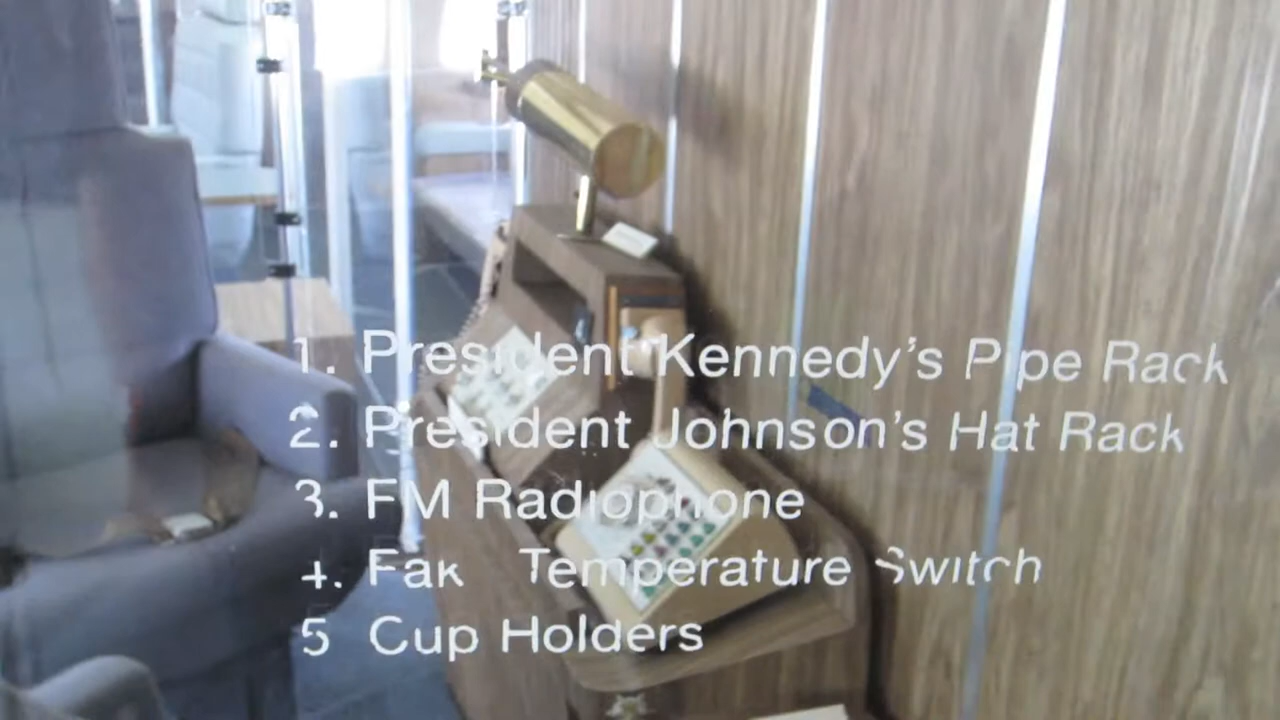 1. President Kennedy's Pipe Rack
2. President Johnson's Hat Rack
3. FM Radiophone
4. Fak Temperature Switch
5 Cup Holders